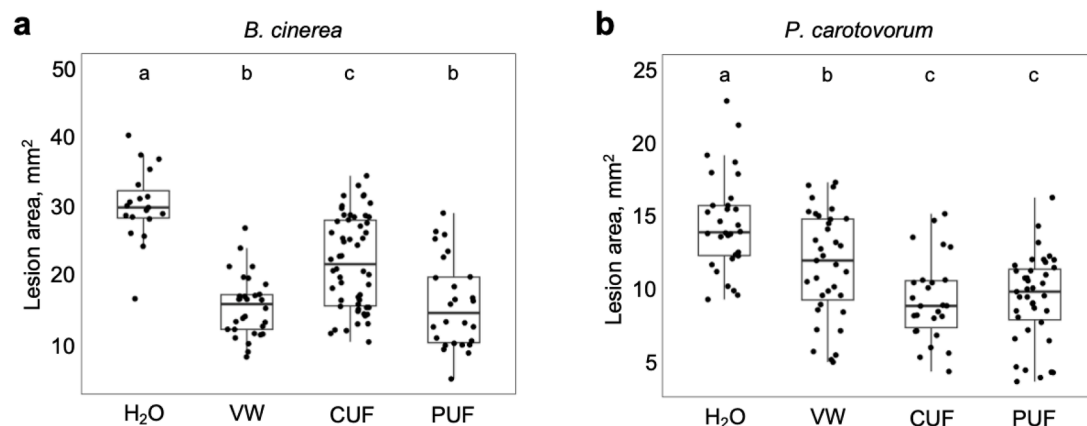 a
B. cinerea
Lesion area, mm²
50
40
30
20
10
a b c b
H₂O VW CUF PUF
b
P. carotovorum
Lesion area, mm²
25
20
15
10
5
a b c c
H₂O VW CUF PUF